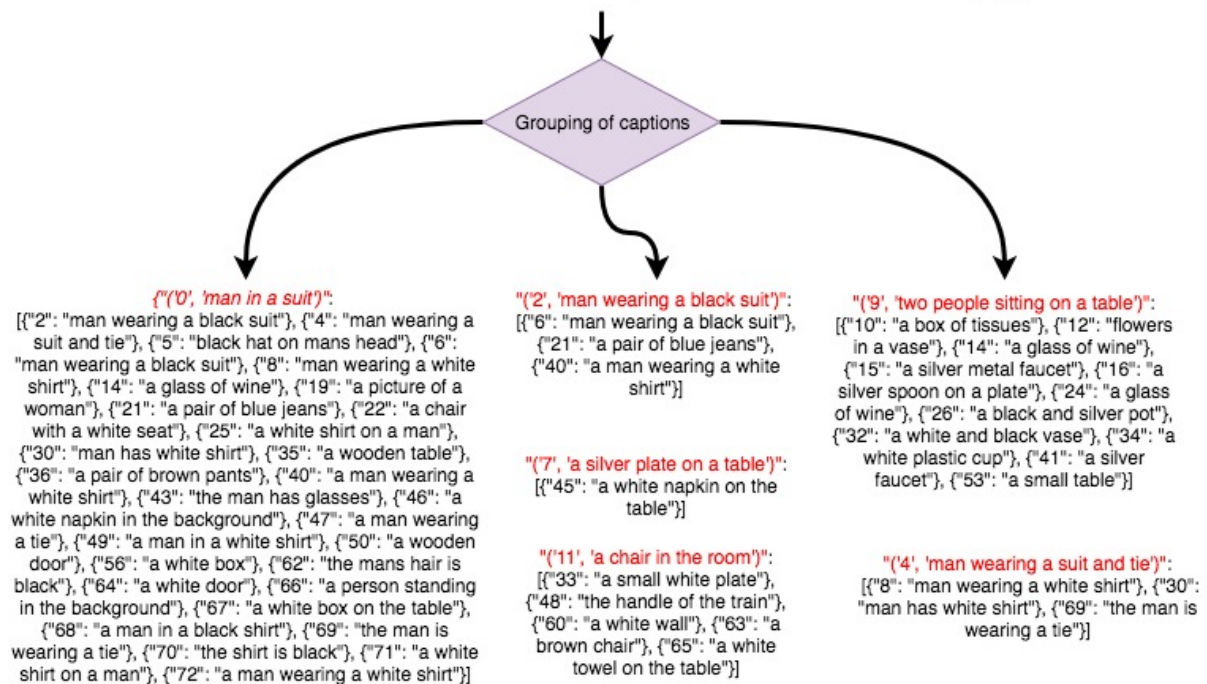 Grouping of captions
{"('0', 'man in a suit')":
[{"2": "man wearing a black suit"}, {"4": "man wearing a
suit and tie"}, {"5": "black hat on mans head"}, {"6":
"man wearing a black suit"}, {"8": "man wearing a white
shirt"}, {"14": "a glass of wine"}, {"19": "a picture of a
woman"}, {"21": "a pair of blue jeans"}, {"22": "a chair
with a white seat"}, {"25": "a white shirt on a man"},
{"30": "man has white shirt"}, {"35": "a wooden table"},
{"36": "a pair of brown pants"}, {"40": "a man wearing a
white shirt"}, {"43": "the man has glasses"}, {"46": "a
white napkin in the background"}, {"47": "a man wearing
a tie"}, {"49": "a man in a white shirt"}, {"50": "a wooden
door"}, {"56": "a white box"}, {"62": "the mans hair is
black"}, {"64": "a white door"}, {"66": "a person standing
in the background"}, {"67": "a white box on the table"},
{"68": "a man in a black shirt"}, {"69": "the man is
wearing a tie"}, {"70": "the shirt is black"}, {"71": "a white
shirt on a man"}, {"72": "a man wearing a white shirt"}]
"('2', 'man wearing a black suit')":
[{"6": "man wearing a black suit"},
{"21": "a pair of blue jeans"},
{"40": "a man wearing a white
shirt"}]
"('7', 'a silver plate on a table')":
[{"45": "a white napkin on the
table"}]
"('11', 'a chair in the room')":
[{"33": "a small white plate"},
{"48": "the handle of the train"},
{"60": "a white wall"}, {"63": "a
brown chair"}, {"65": "a white
towel on the table"}]
"('9', 'two people sitting on a table')":
[{"10": "a box of tissues"}, {"12": "flowers
in a vase"}, {"14": "a glass of wine"},
{"15": "a silver metal faucet"}, {"16": "a
silver spoon on a plate"}, {"24": "a glass
of wine"}, {"26": "a black and silver pot"},
{"32": "a white and black vase"}, {"34": "a
white plastic cup"}, {"41": "a silver
faucet"}, {"53": "a small table"}]
"('4', 'man wearing a suit and tie')":
[{"8": "man wearing a white shirt"}, {"30":
"man has white shirt"}, {"69": "the man is
wearing a tie"}]